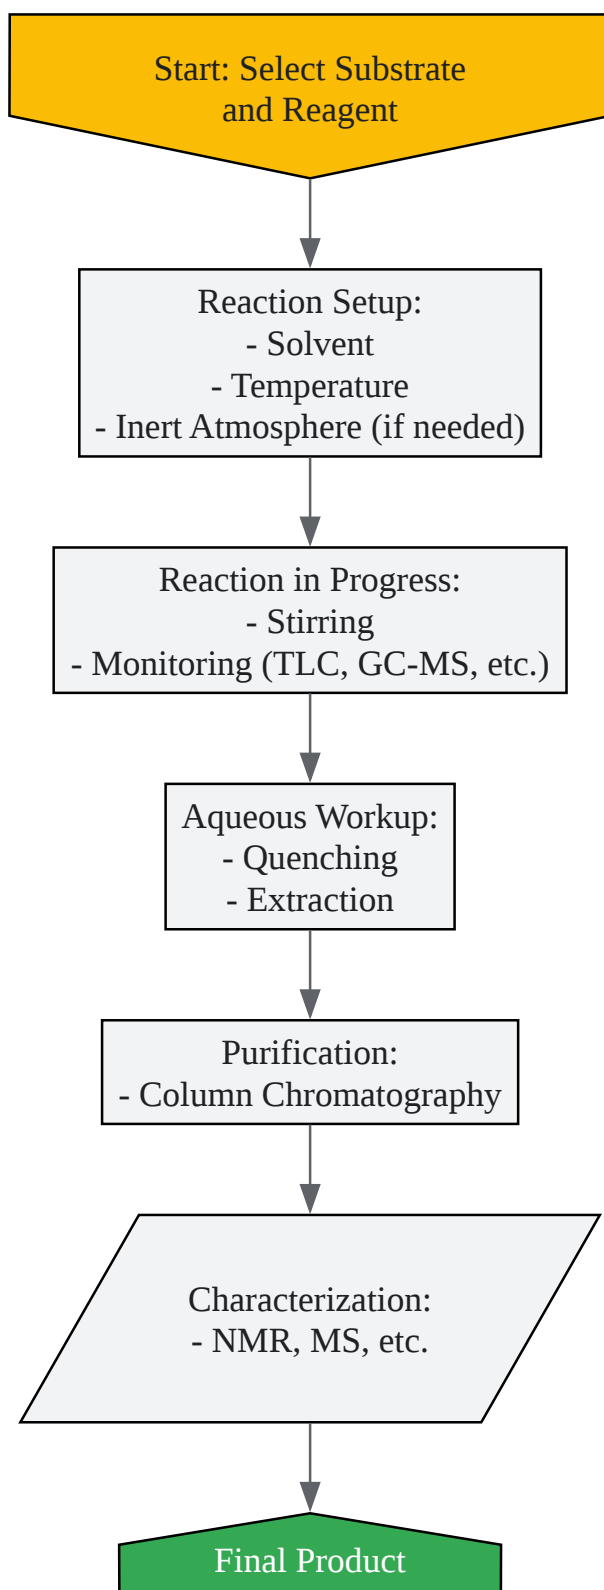 Start: Select Substrate
and Reagent
Reaction Setup:
- Solvent
- Temperature
- Inert Atmosphere (if needed)
Reaction in Progress:
- Stirring
- Monitoring (TLC, GC-MS, etc.)
Aqueous Workup:
- Quenching
- Extraction
Purification:
- Column Chromatography
Characterization:
- NMR, MS, etc.
Final Product